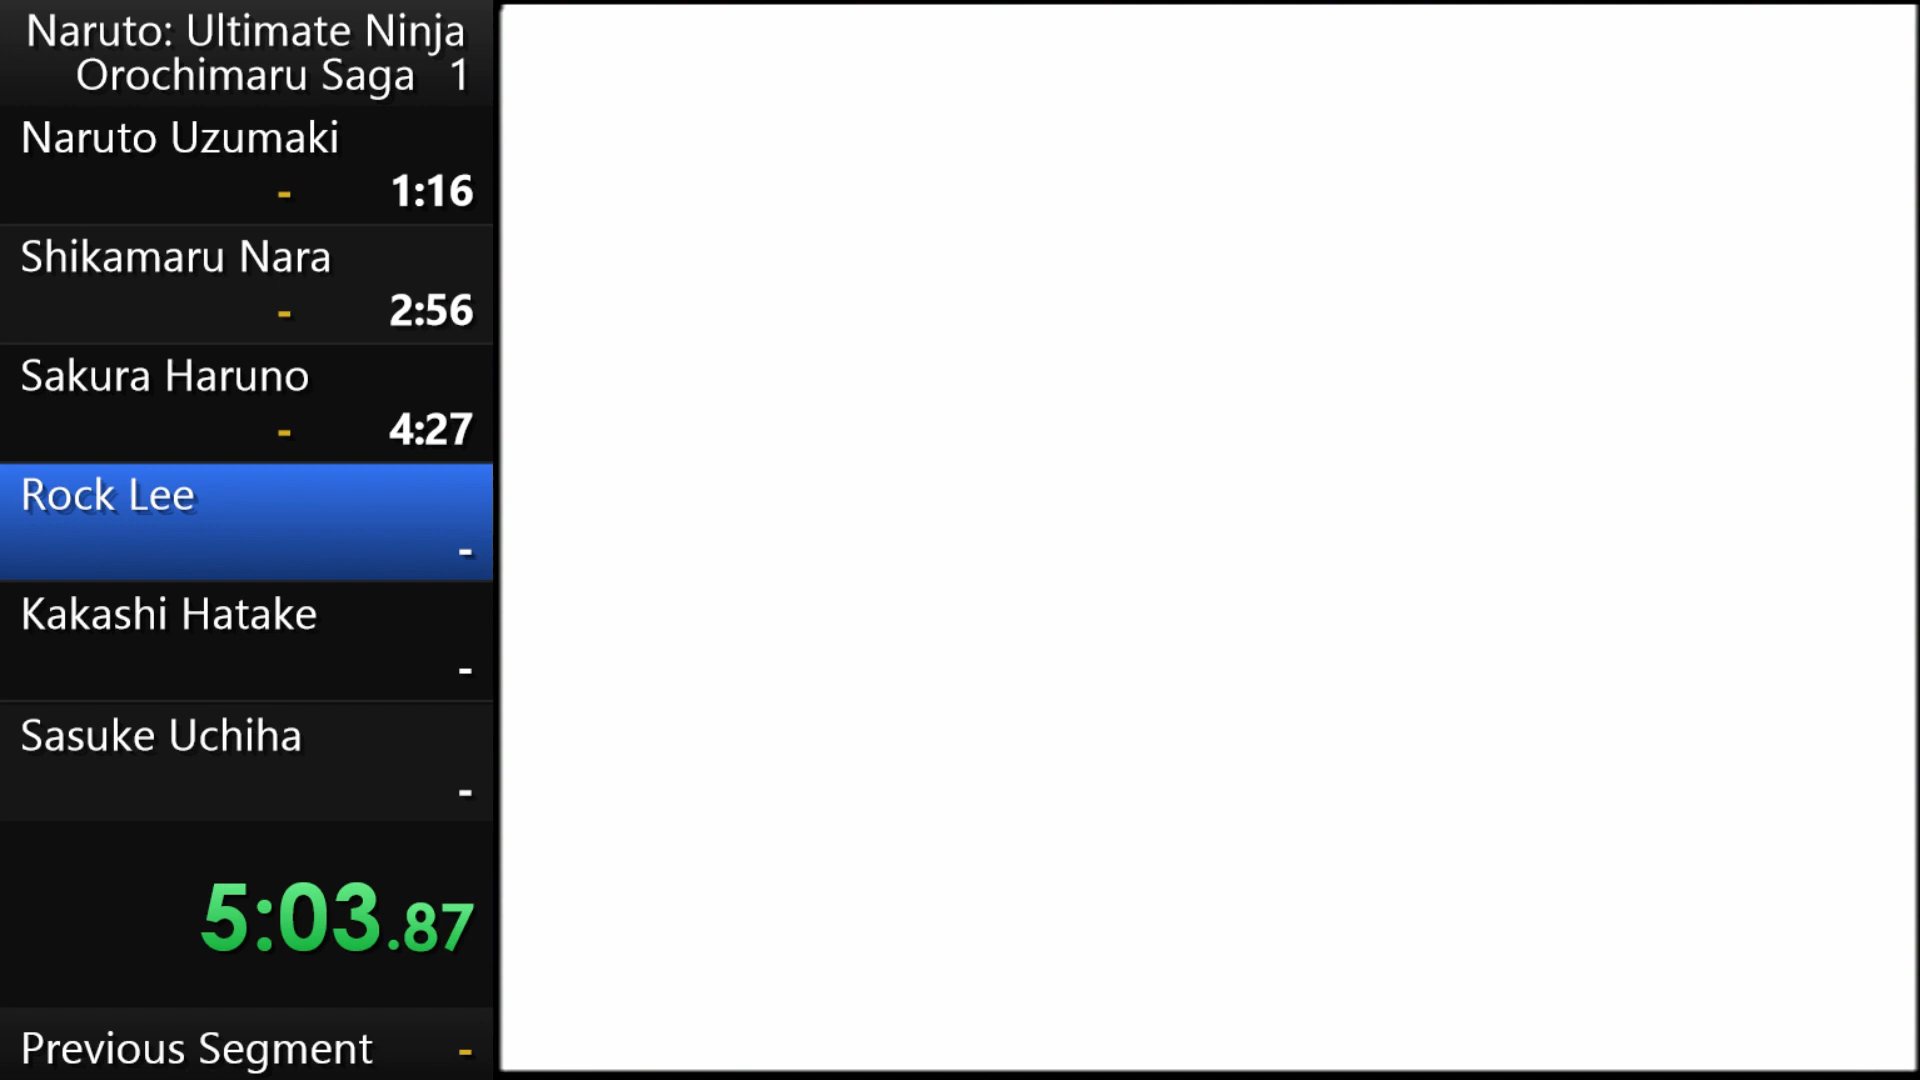 Naruto: Ultimate Ninja
Orochimaru Saga 1
Naruto Uzumaki
- 1:16
Shikamaru Nara
- 2:56
Sakura Haruno
- 4:27
Rock Lee
-
Kakashi Hatake
-
Sasuke Uchiha
-
5:03.87
Previous Segment -